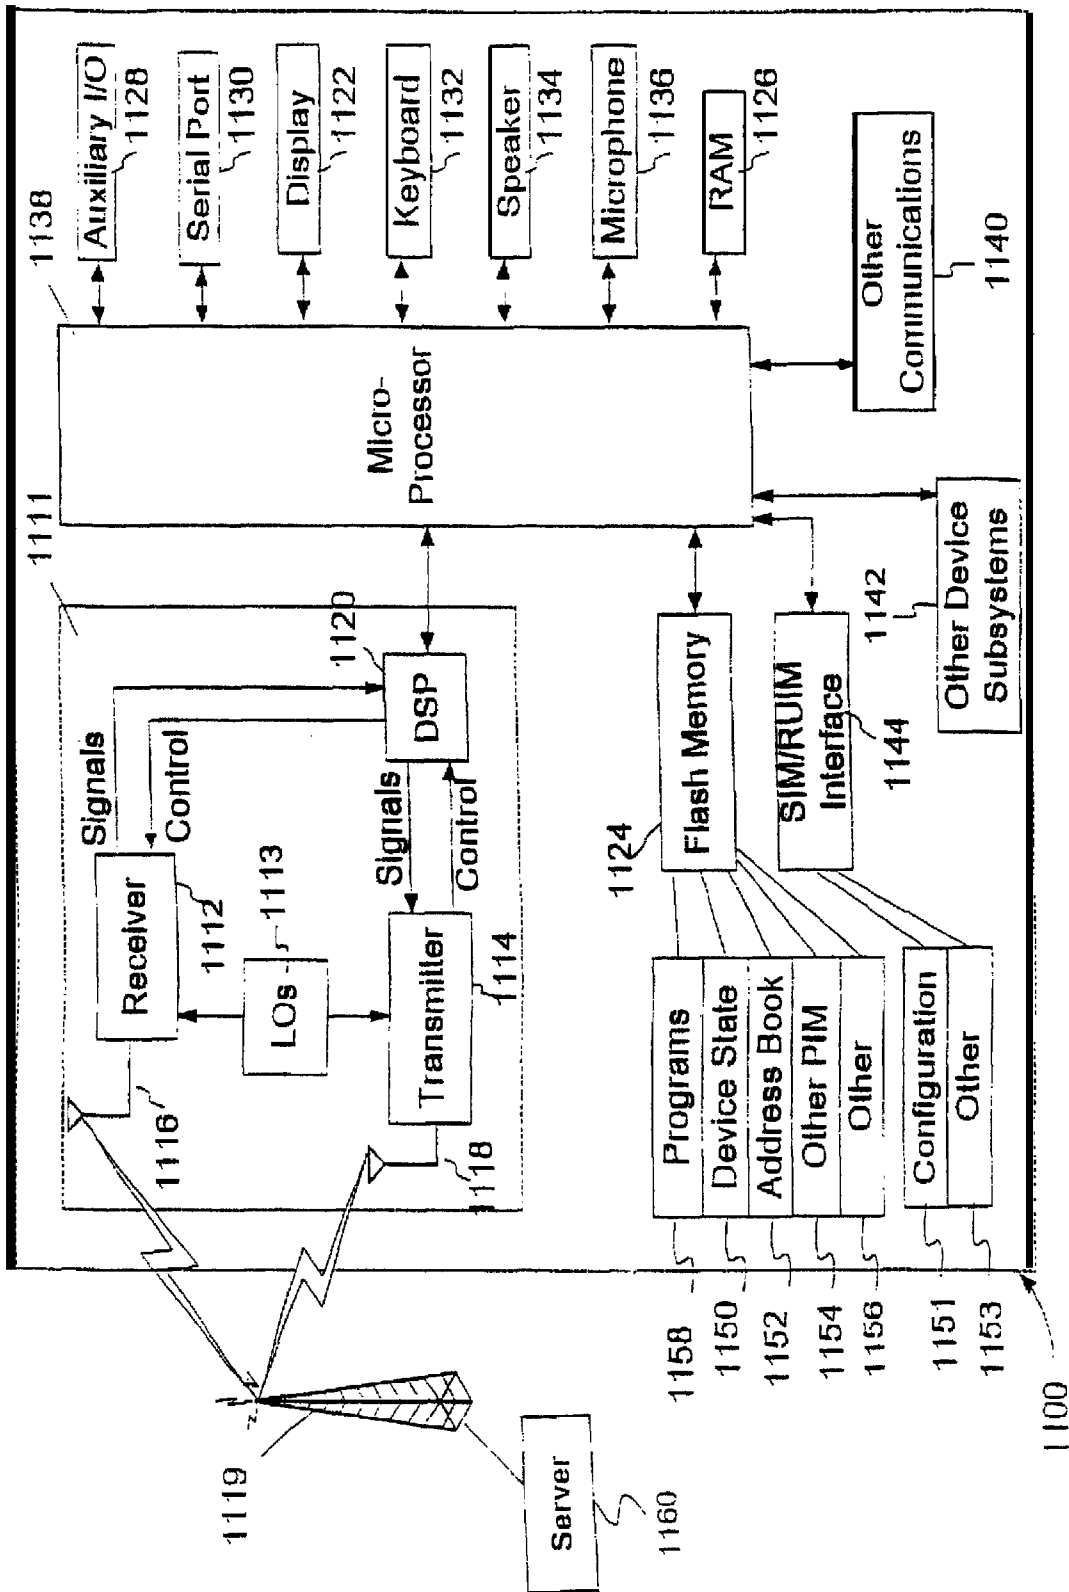 1138
Auxiliary I/O
1128
Serial Port
1130
Display
1122
Keyboard
1132
Speaker
1134
Microphone
1136
RAM
1126
Other
Communications
1140
Micro-
Processor
1111
Signals
Control
Receiver
1112
1116
LOs
1113
DSP
1120
Signals
Control
Transmitter
1114
1118
1124
Flash Memory
SIM/RUIM
Interface
1144
1142
Other Device
Subsystems
Programs
Device State
Address Book
Other PIM
Other
Configuration
Other
1158
1150
1152
1154
1156
1151
1153
1100
1119
Server
1160